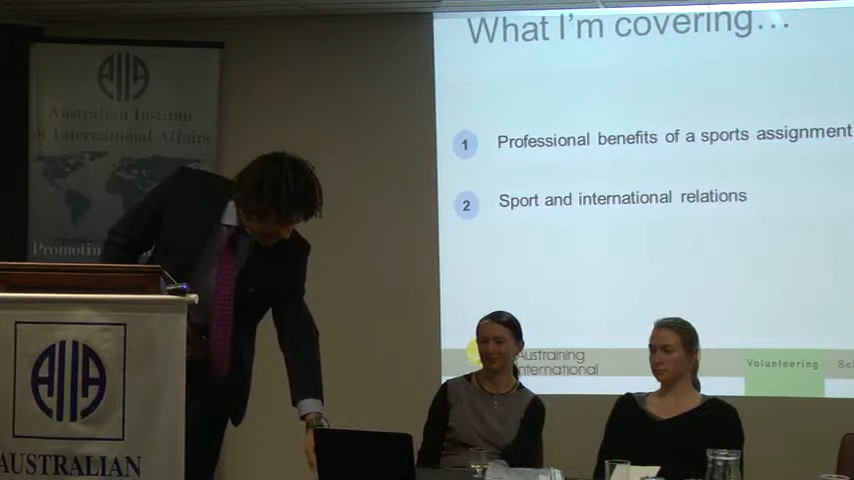 What I'm covering...
AIIA
Australian Institute
of International Affairs
Promoting
1 Professional benefits of a sports assignment
2 Sport and international relations
Austraining
International
Volunteering
AIIA
AUSTRALIAN